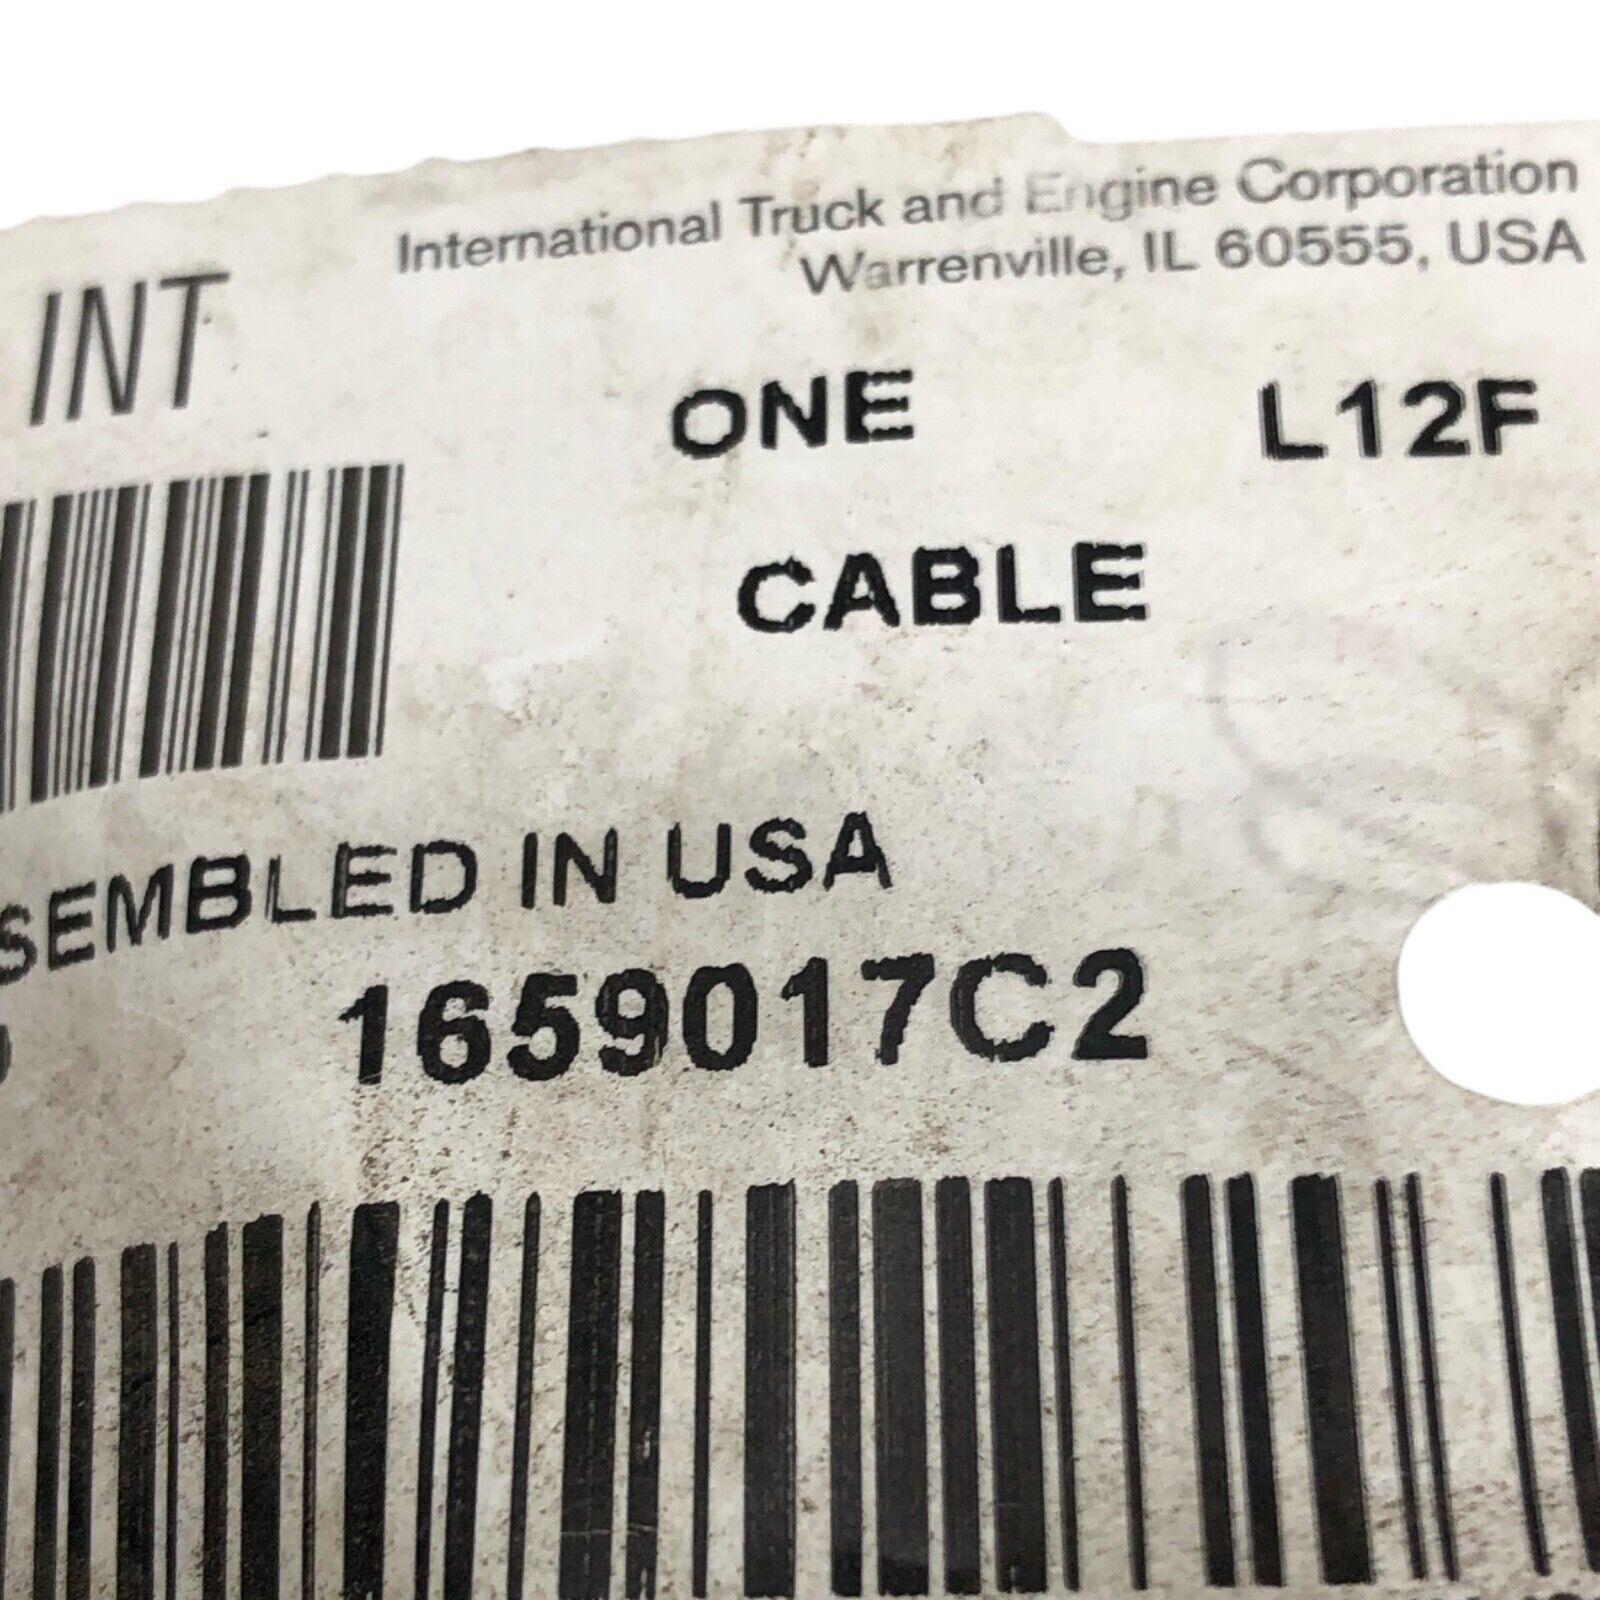 International Truck and Engine Corporation
Warrenville, IL 60555, USA
INT
ONE L12F
CABLE
SEMBLED IN USA
1659017C2